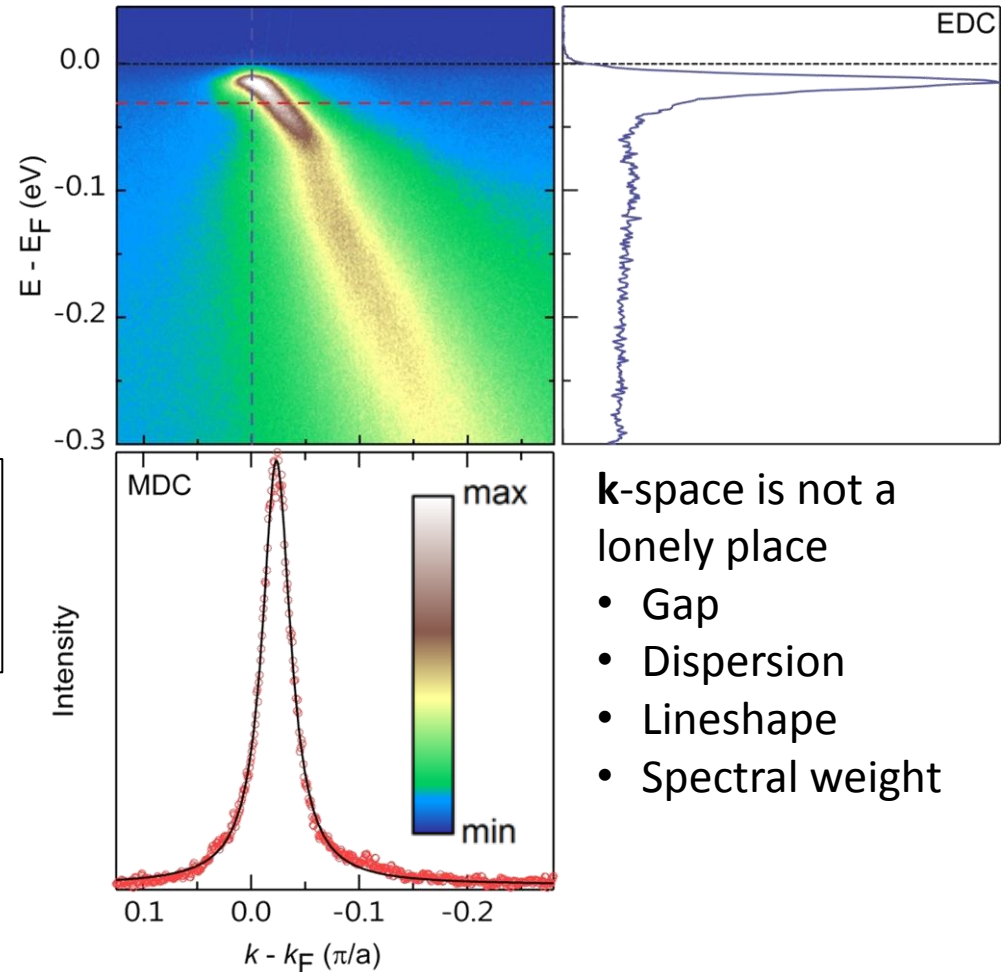 EDC
0.0
-0.1
-0.2
-0.3
E - EF (eV)
MDC
max
min
Intensity
0.1 0.0 -0.1 -0.2
k - kF (π/a)
k-space is not a
lonely place
• Gap
• Dispersion
• Lineshape
• Spectral weight